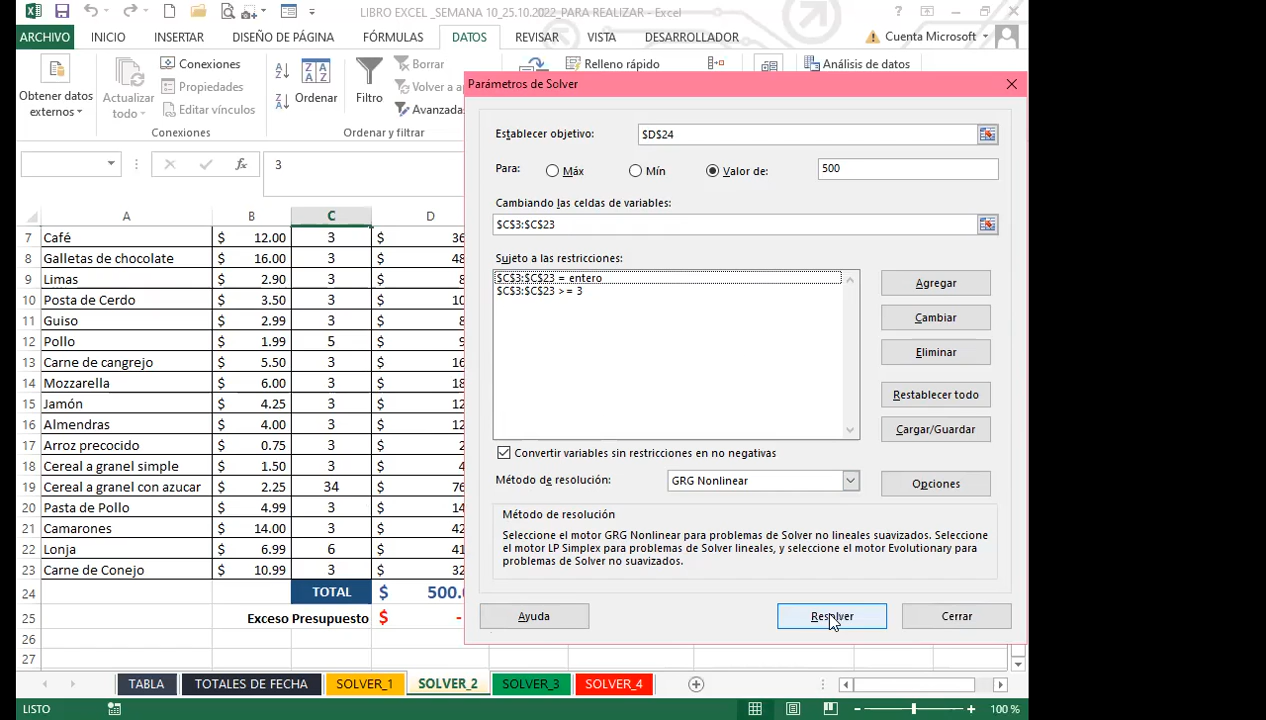 LIBRO EXCEL _SEMANA 10_25.10.2022_PARA REALIZAR - Excel
ARCHIVO INICIO INSERTAR DISEÑO DE PÁGINA FÓRMULAS DATOS REVISAR VISTA DESARROLLADOR Cuenta Microsoft
Obtener datos externos
Actualizar todo
Conexiones
Propiedades
Editar vínculos
Conexiones
Ordenar
Filtro
Borrar
Volver a a
Avanzada
Ordenar y filtrar
Relleno rápido
Análisis de datos
3
A B C D
7 Café $ 12.00 3 $ 36
8 Galletas de chocolate $ 16.00 3 $ 48
9 Limas $ 2.90 3 $ 8
10 Posta de Cerdo $ 3.50 3 $ 10
11 Guiso $ 2.99 3 $ 8
12 Pollo $ 1.99 5 $ 9
13 Carne de cangrejo $ 5.50 3 $ 16
14 Mozzarella $ 6.00 3 $ 18
15 Jamón $ 4.25 3 $ 12
16 Almendras $ 4.00 3 $ 12
17 Arroz precocido $ 0.75 3 $ 2
18 Cereal a granel simple $ 1.50 3 $ 4
19 Cereal a granel con azucar $ 2.25 34 $ 76
20 Pasta de Pollo $ 4.99 3 $ 14
21 Camarones $ 14.00 3 $ 42
22 Lonja $ 6.99 6 $ 41
23 Carne de Conejo $ 10.99 3 $ 32
24 TOTAL $ 500.
25 Exceso Presupuesto $ -
26
27
Parámetros de Solver
Establecer objetivo: $D$24
Para: Máx Mín Valor de: 500
Cambiando las celdas de variables:
$C$3:$C$23
Sujeto a las restricciones:
$C$3:$C$23 = entero
$C$3:$C$23 >= 3
Agregar
Cambiar
Eliminar
Restablecer todo
Cargar/Guardar
Convertir variables sin restricciones en no negativas
Método de resolución: GRG Nonlinear Opciones
Método de resolución
Seleccione el motor GRG Nonlinear para problemas de Solver no lineales suavizados. Seleccione
el motor LP Simplex para problemas de Solver lineales, y seleccione el motor Evolutionary para
problemas de Solver no suavizados.
Ayuda Resolver Cerrar
TABLA TOTALES DE FECHA SOLVER_1 SOLVER_2 SOLVER_3 SOLVER_4
LISTO 100 %